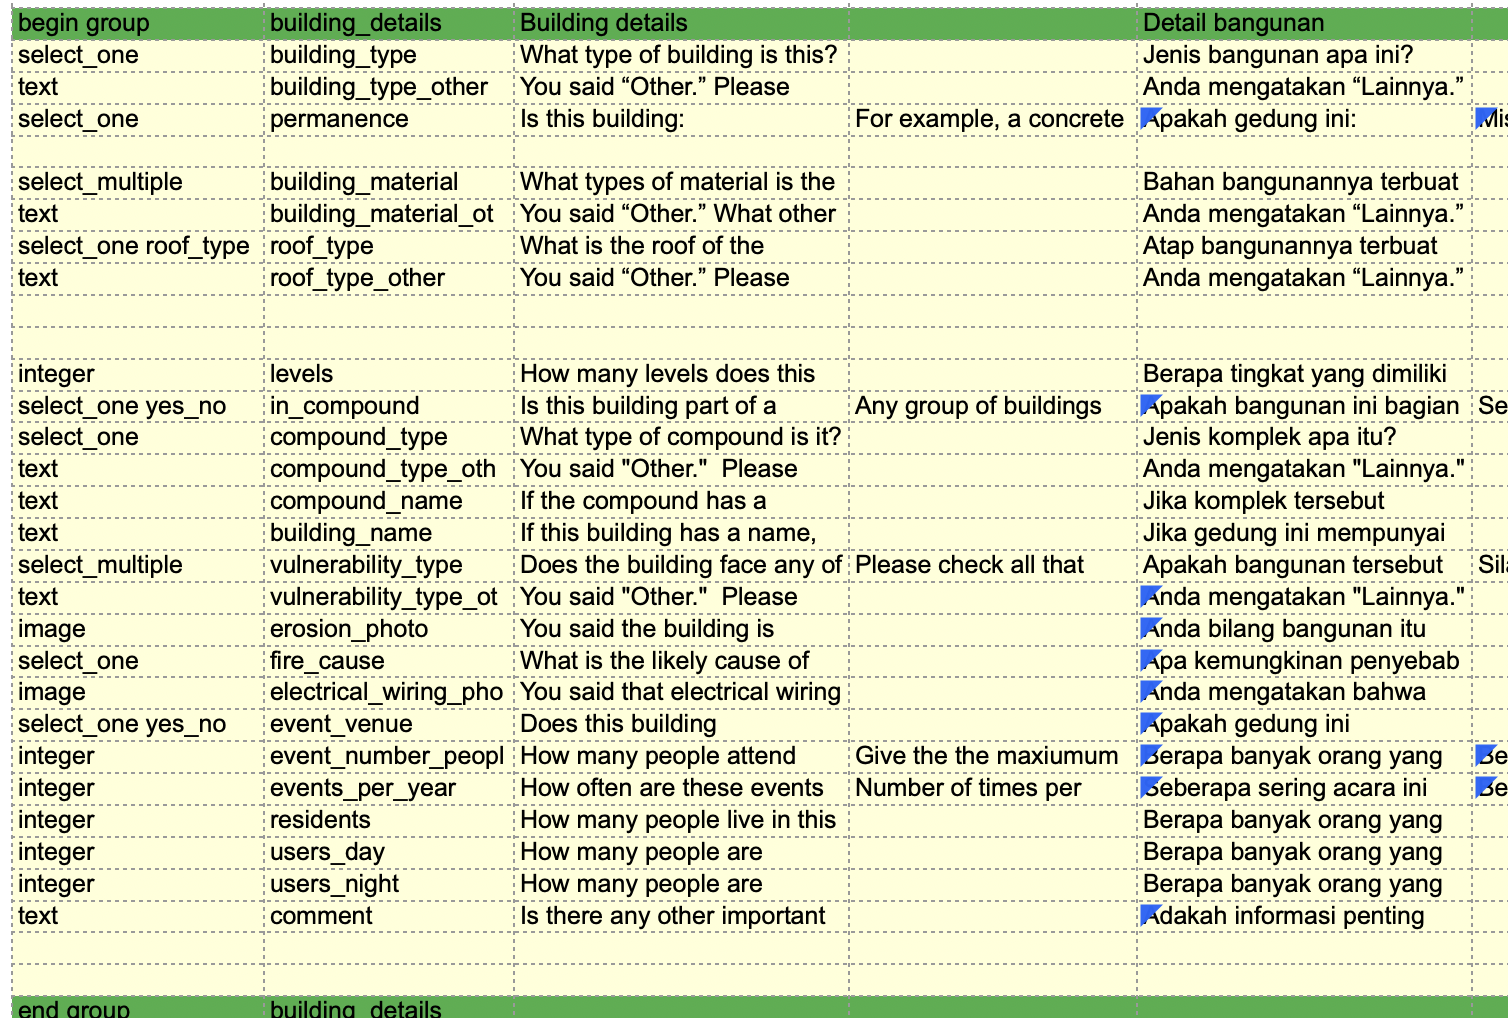 begin group building_details Building details Detail bangunan
select_one building_type What type of building is this? Jenis bangunan apa ini?
text building_type_other You said “Other.” Please Anda mengatakan “Lainnya.”
select_one permanence Is this building: For example, a concrete Apakah gedung ini: Mis
select_multiple building_material What types of material is the Bahan bangunannya terbuat
text building_material_ot You said “Other.” What other Anda mengatakan “Lainnya.”
select_one roof_type roof_type What is the roof of the Atap bangunannya terbuat
text roof_type_other You said “Other.” Please Anda mengatakan “Lainnya.”
integer levels How many levels does this Berapa tingkat yang dimiliki
select_one yes_no in_compound Is this building part of a Any group of buildings Apakah bangunan ini bagian Se
select_one compound_type What type of compound is it? Jenis komplek apa itu?
text compound_type_oth You said "Other."  Please Anda mengatakan "Lainnya."
text compound_name If the compound has a Jika komplek tersebut
text building_name If this building has a name, Jika gedung ini mempunyai
select_multiple vulnerability_type Does the building face any of Please check all that Apakah bangunan tersebut Sila
text vulnerability_type_ot You said "Other."  Please Anda mengatakan "Lainnya."
image erosion_photo You said the building is Anda bilang bangunan itu
select_one fire_cause What is the likely cause of Apa kemungkinan penyebab
image electrical_wiring_pho You said that electrical wiring Anda mengatakan bahwa
select_one yes_no event_venue Does this building Apakah gedung ini
integer event_number_peopl How many people attend Give the the maxiumum Berapa banyak orang yang Be
integer events_per_year How often are these events Number of times per Seberapa sering acara ini Be
integer residents How many people live in this Berapa banyak orang yang
integer users_day How many people are Berapa banyak orang yang
integer users_night How many people are Berapa banyak orang yang
text comment Is there any other important Adakah informasi penting
end group building_details